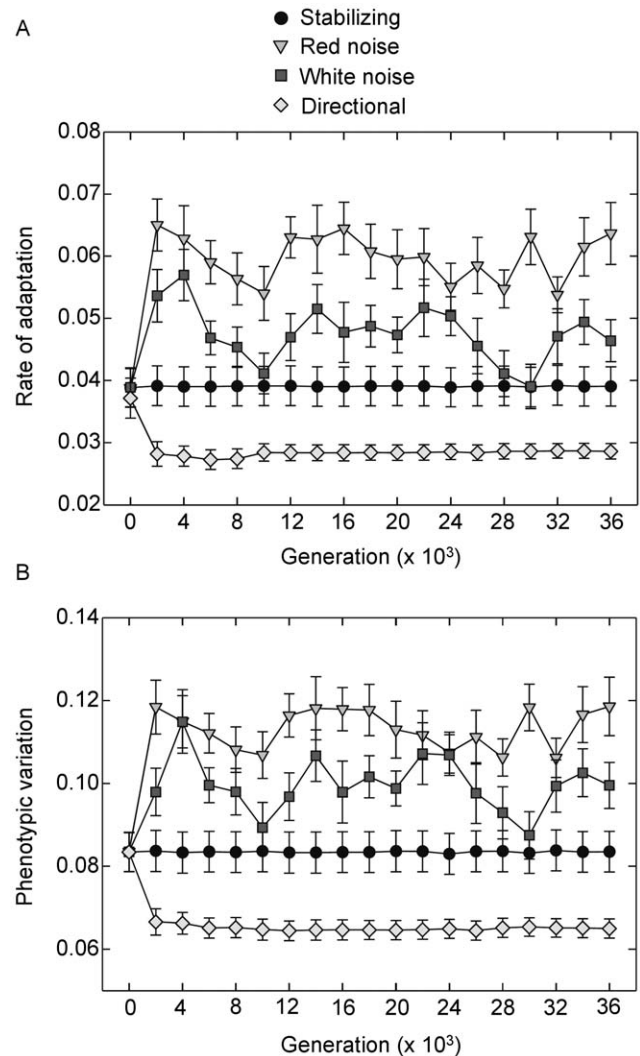 A
Stabilizing
Red noise
White noise
Directional
0.08
0.07
0.06
0.05
0.04
0.03
0.02
Rate of adaptation
0 4 8 12 16 20 24 28 32 36
Generation (x 10³)
B
0.14
0.12
0.10
0.08
0.06
Phenotypic variation
0 4 8 12 16 20 24 28 32 36
Generation (x 10³)